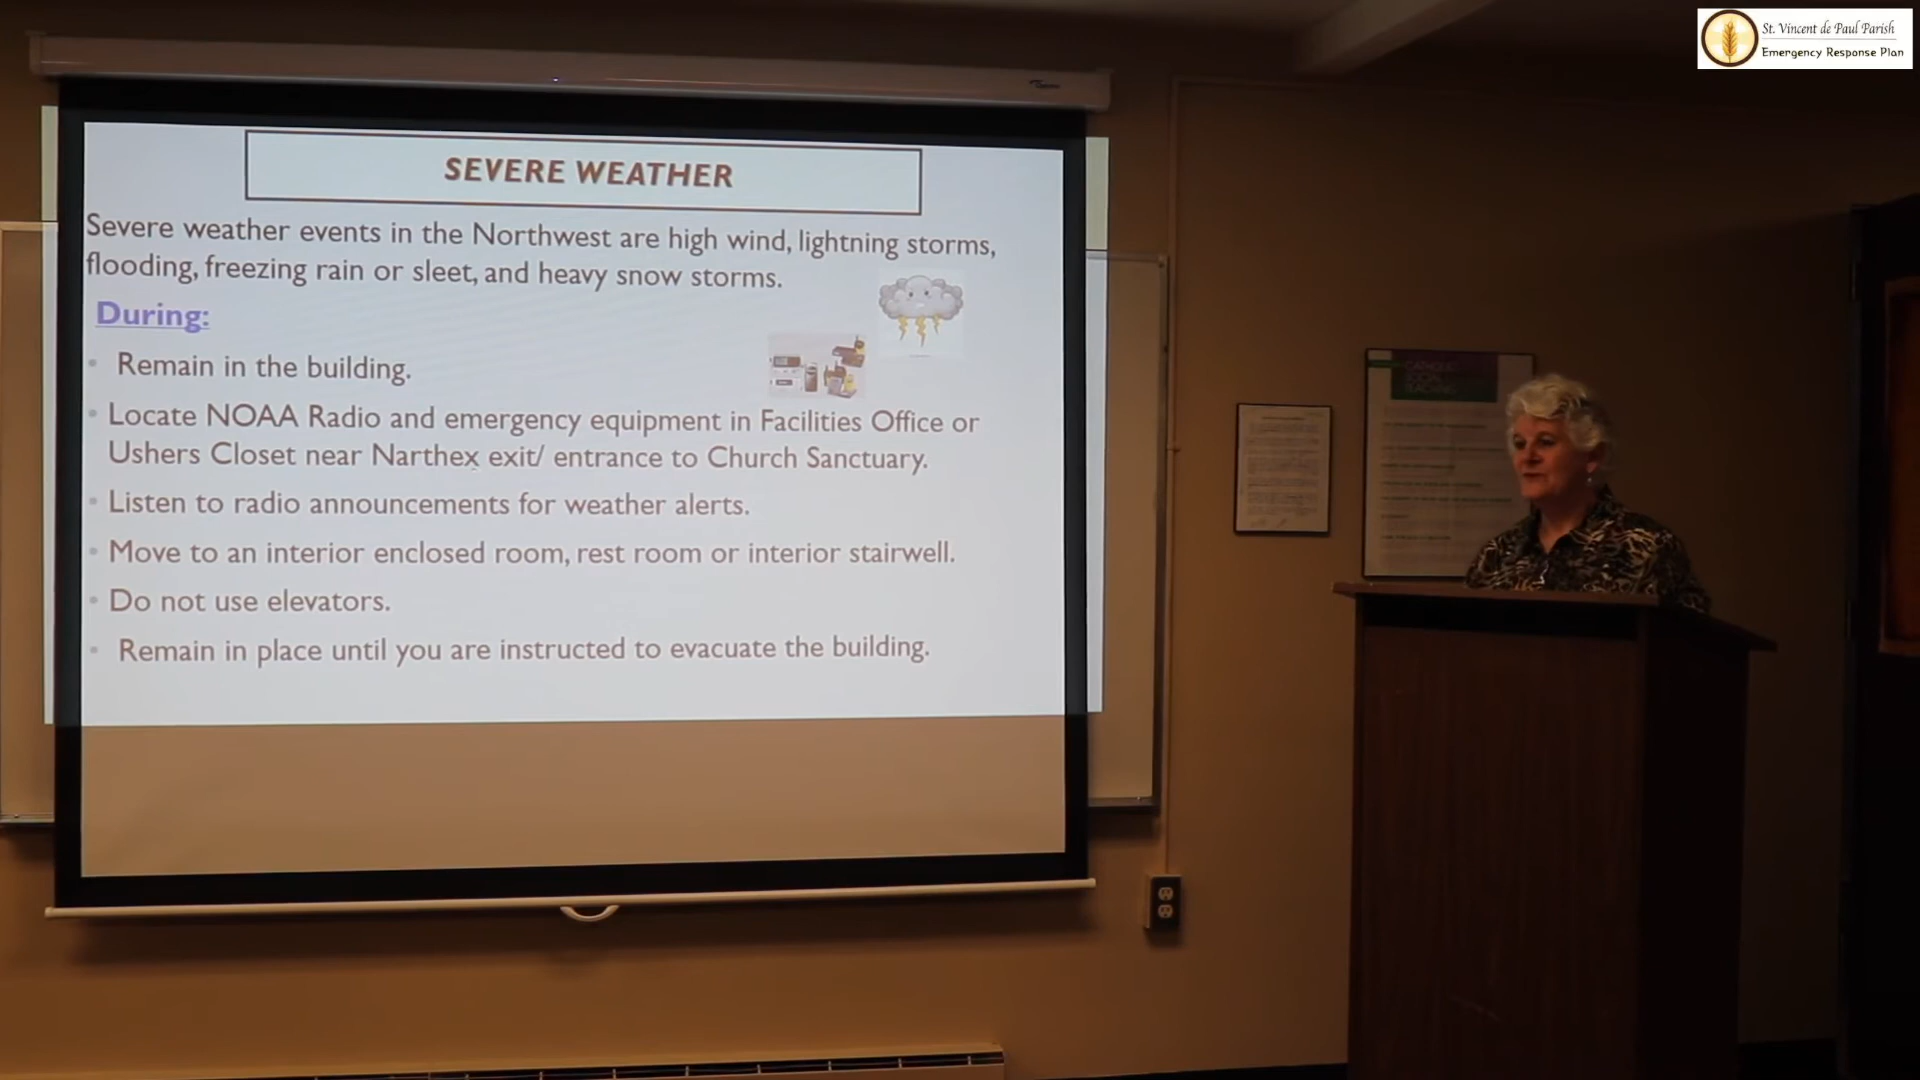 St. Vincent de Paul Parish
Emergency Response Plan
SEVERE WEATHER
Severe weather events in the Northwest are high wind, lightning storms,
flooding, freezing rain or sleet, and heavy snow storms.
During:
• Remain in the building.
• Locate NOAA Radio and emergency equipment in Facilities Office or
Ushers Closet near Narthex exit/ entrance to Church Sanctuary.
• Listen to radio announcements for weather alerts.
• Move to an interior enclosed room, rest room or interior stairwell.
• Do not use elevators.
• Remain in place until you are instructed to evacuate the building.
CATHOLIC
SOCIAL
TEACHING